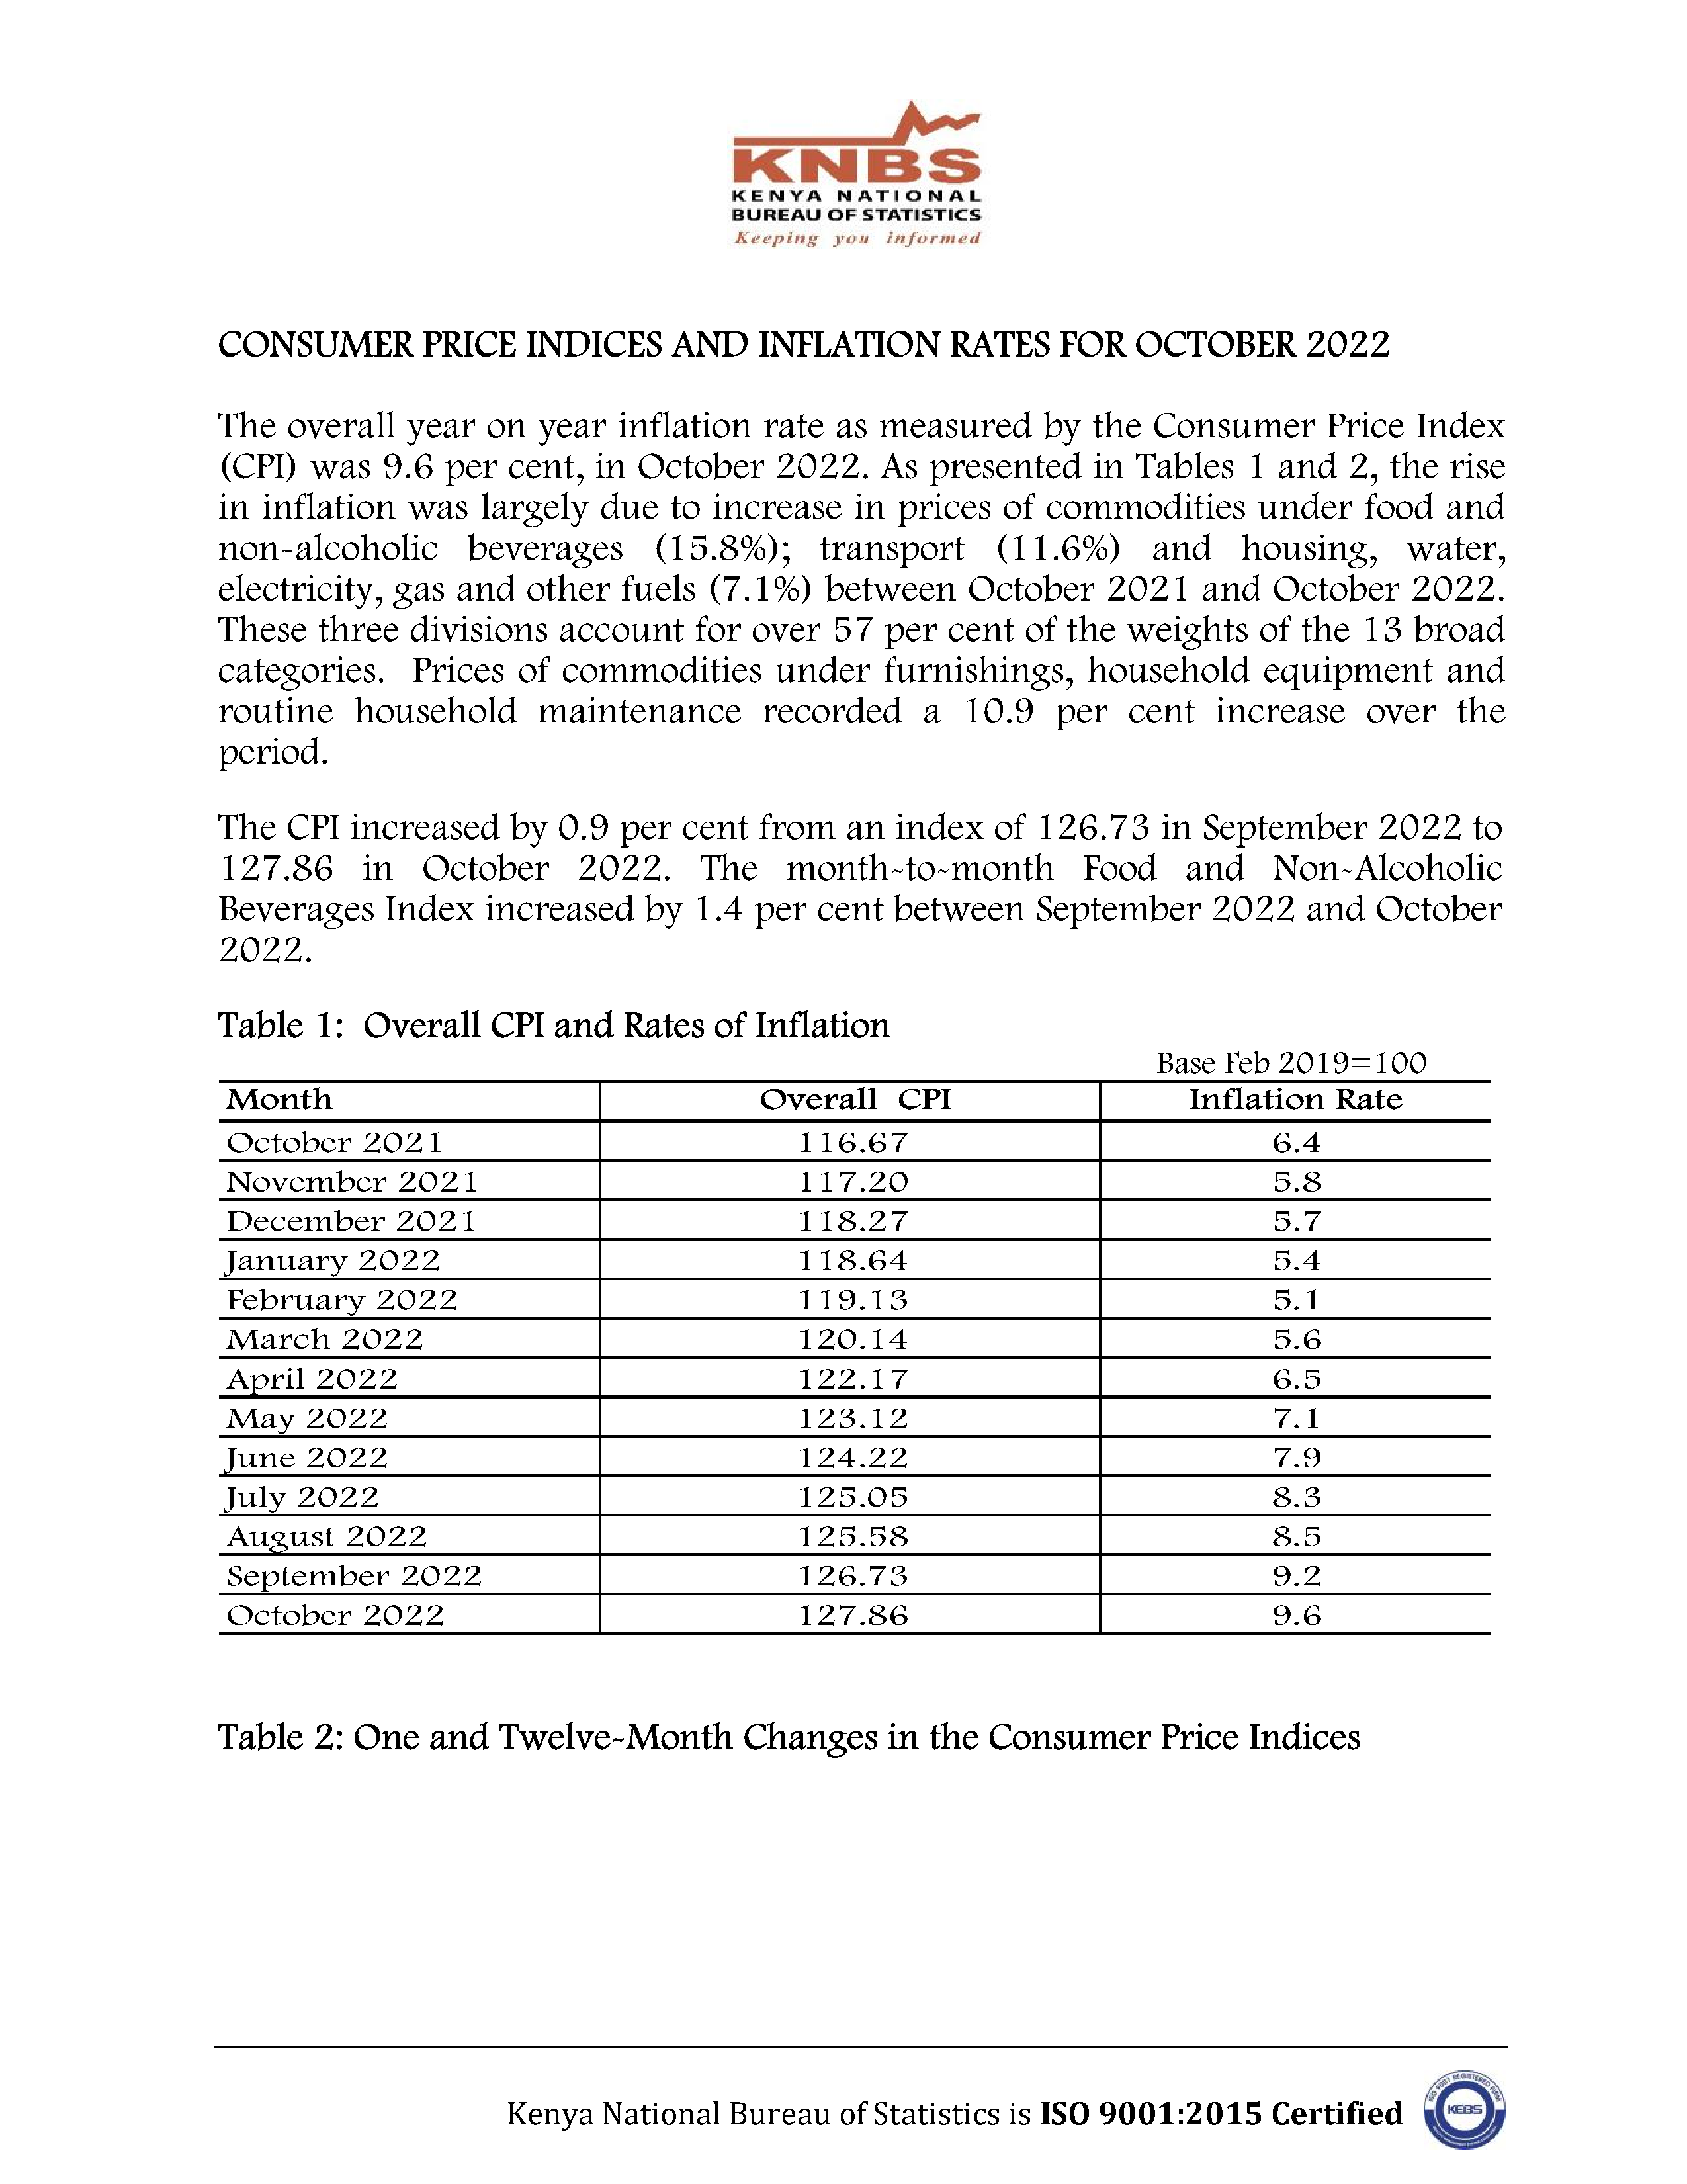 KNBS
KENYA NATIONAL
BUREAU OF STATISTICS
Keeping you informed
CONSUMER PRICE INDICES AND INFLATION RATES FOR OCTOBER 2022
The overall year on year inflation rate as measured by the Consumer Price Index
(CPI) was 9.6 per cent, in October 2022. As presented in Tables 1 and 2, the rise
in inflation was largely due to increase in prices of commodities under food and
non-alcoholic beverages (15.8%); transport (11.6%) and housing, water,
electricity, gas and other fuels (7.1%) between October 2021 and October 2022.
These three divisions account for over 57 per cent of the weights of the 13 broad
categories. Prices of commodities under furnishings, household equipment and
routine household maintenance recorded a 10.9 per cent increase over the
period.
The CPI increased by 0.9 per cent from an index of 126.73 in September 2022 to
127.86 in October 2022. The month-to-month Food and Non-Alcoholic
Beverages Index increased by 1.4 per cent between September 2022 and October
2022.
Table 1: Overall CPI and Rates of Inflation
Base Feb 2019=100
Month Overall CPI Inflation Rate
October 2021 116.67 6.4
November 2021 117.20 5.8
December 2021 118.27 5.7
January 2022 118.64 5.4
February 2022 119.13 5.1
March 2022 120.14 5.6
April 2022 122.17 6.5
May 2022 123.12 7.1
June 2022 124.22 7.9
July 2022 125.05 8.3
August 2022 125.58 8.5
September 2022 126.73 9.2
October 2022 127.86 9.6
Table 2: One and Twelve-Month Changes in the Consumer Price Indices
Kenya National Bureau of Statistics is ISO 9001:2015 Certified
ISO 9001 REGISTERED FIRM
KEBS